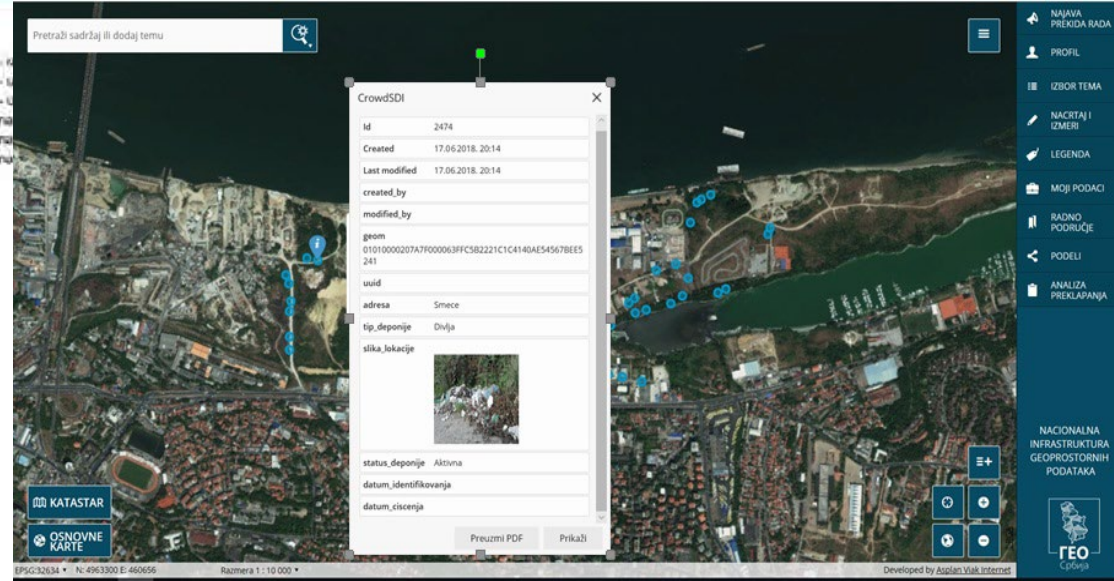 Pretraži sadržaj ili dodaj temu
CrowdSDI
Id 2474
Created 17.06.2018. 20:14
Last modified 17.06.2018. 20:14
created_by
modified_by
geom
01010000207A7F000063FFC5B2221C1C4140AE54567BEE5
241
uuid
adresa Smece
tip_deponije Divlja
slika_lokacije
status_deponije Aktivna
datum_identifikovanja
datum_ciscenja
Preuzmi PDF Prikaži
KATASTAR
OSNOVNE
KARTE
EPSG:32634 N: 4963300 E: 460656 Razmera 1 : 10 000
Developed by Asplan Viak Internet
NAJAVA
PREKIDA RADA
PROFIL
IZBOR TEMA
NACRTAJ I
IZMERI
LEGENDA
MOJI PODACI
RADNO
PODRUČJE
PODELI
ANALIZA
PREKLAPANJA
NACIONALNA
INFRASTRUKTURA
GEOPROSTORNIH
PODATAKA
ГЕО
Србија